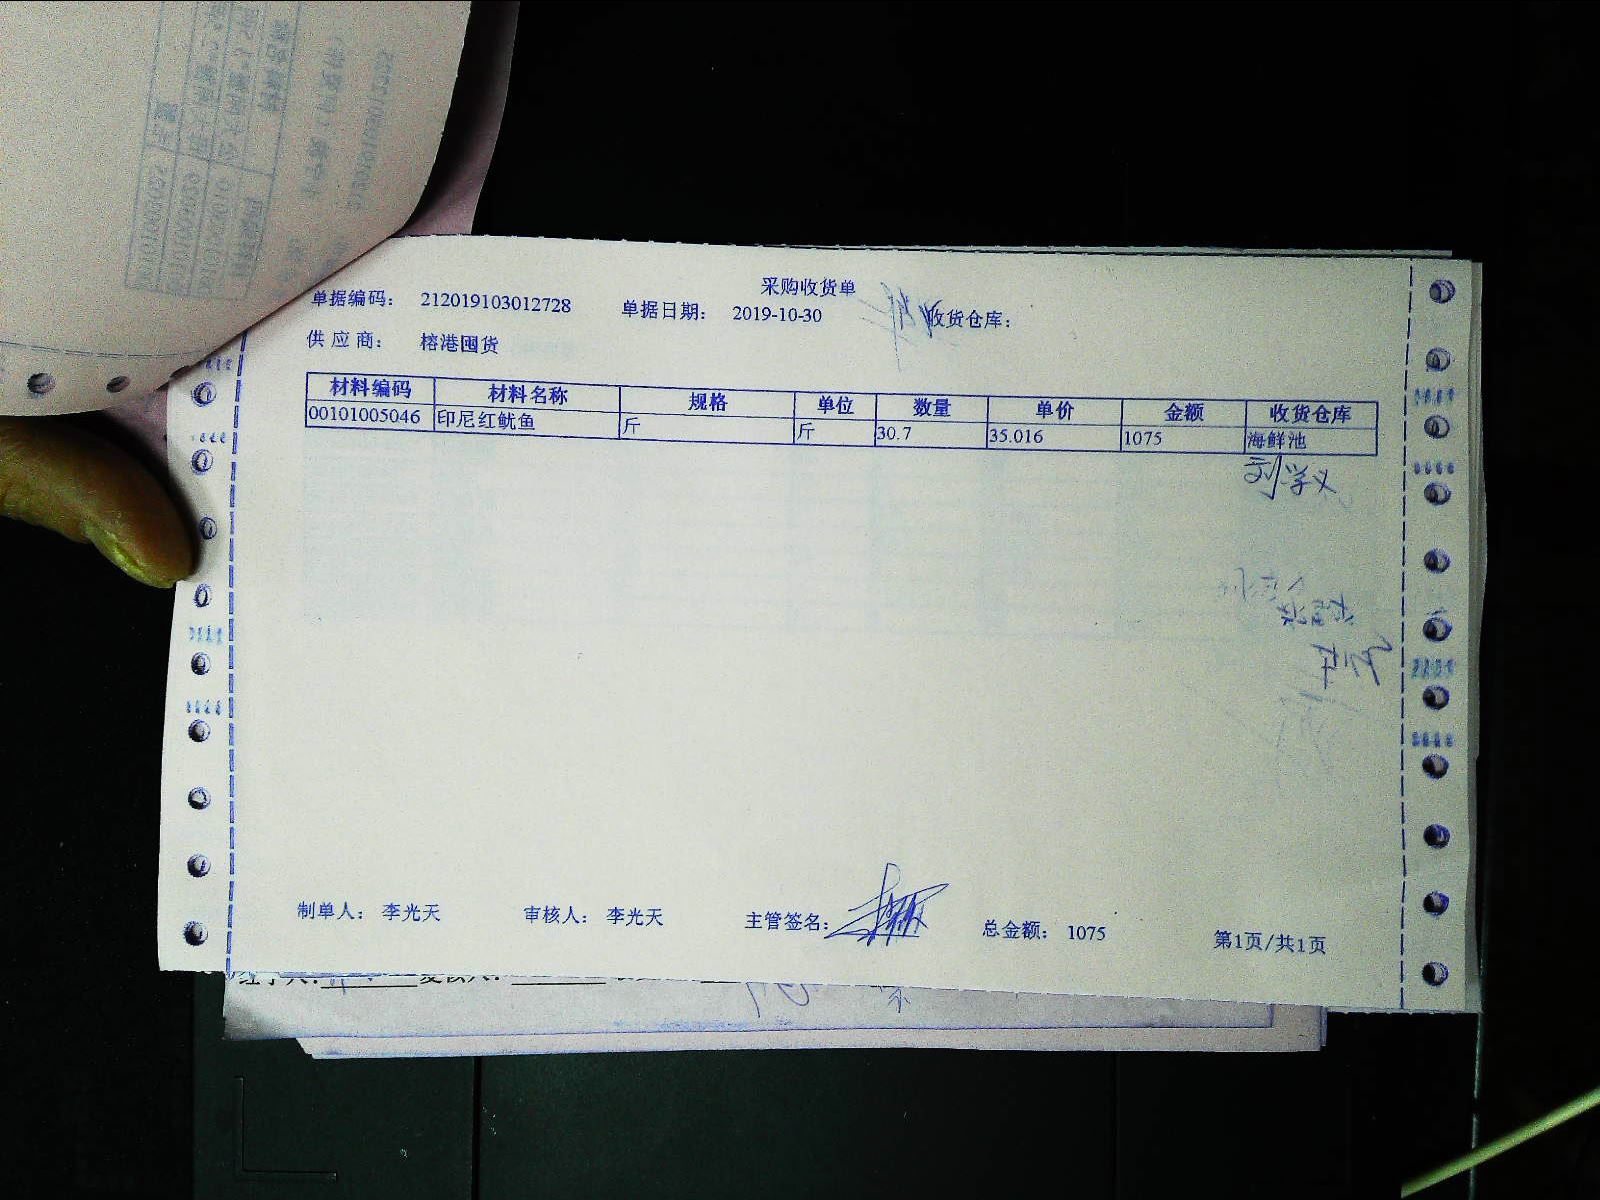 采购收货单
单据编码： 212019103012728 单据日期： 2019-10-30 收货仓库：
供 应 商： 榕港囤货
材料编码 材料名称 规格 单位 数量 单价 金额 收货仓库
00101005046 印尼红鱿鱼 斤 斤 30.7 35.016 1075 海鲜池
刘学义
制单人： 李光天 审核人： 李光天 主管签名： 总金额： 1075 第1页/共1页